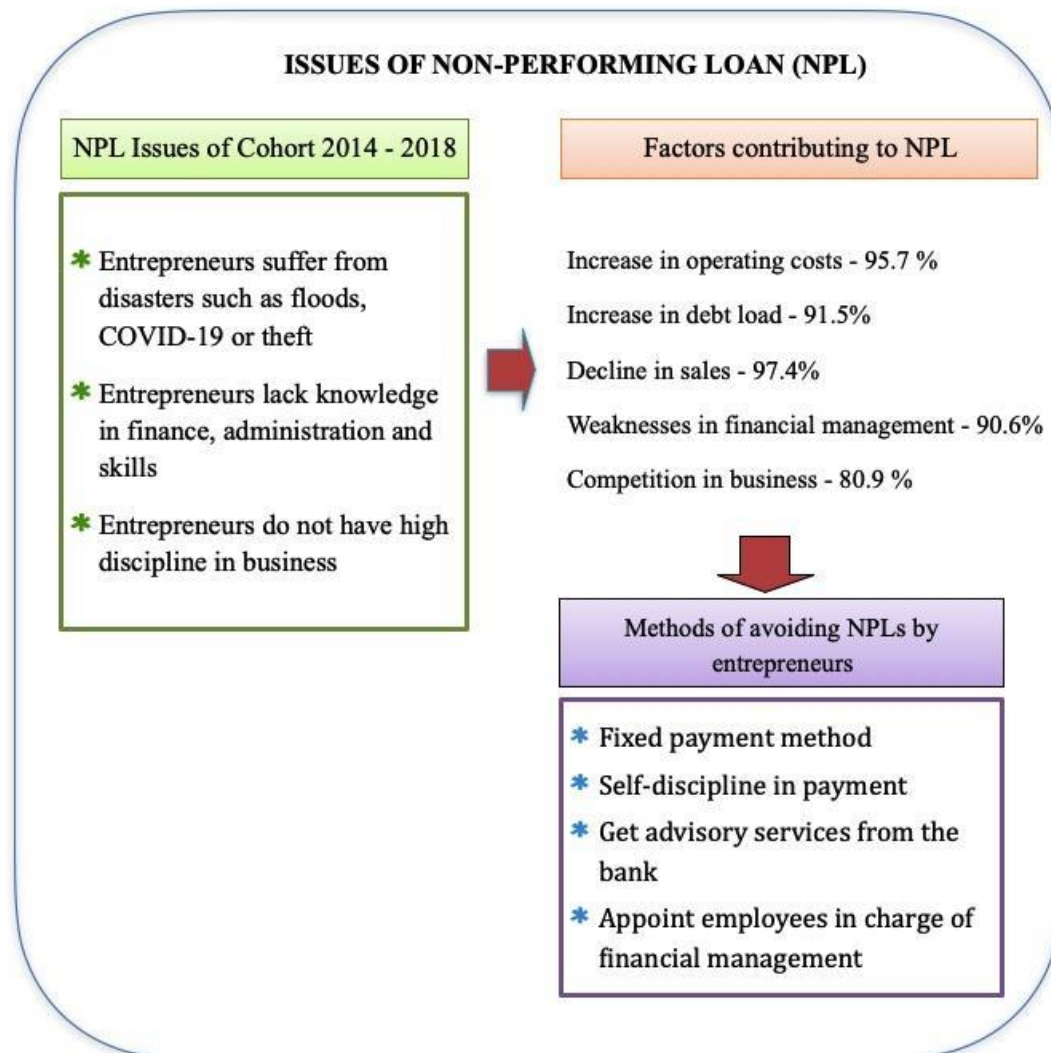 ISSUES OF NON-PERFORMING LOAN (NPL)
NPL Issues of Cohort 2014 - 2018
* Entrepreneurs suffer from
disasters such as floods,
COVID-19 or theft
* Entrepreneurs lack knowledge
in finance, administration and
skills
* Entrepreneurs do not have high
discipline in business
Factors contributing to NPL
Increase in operating costs - 95.7 %
Increase in debt load - 91.5%
Decline in sales - 97.4%
Weaknesses in financial management - 90.6%
Competition in business - 80.9 %
Methods of avoiding NPLs by
entrepreneurs
* Fixed payment method
* Self-discipline in payment
* Get advisory services from the
bank
* Appoint employees in charge of
financial management